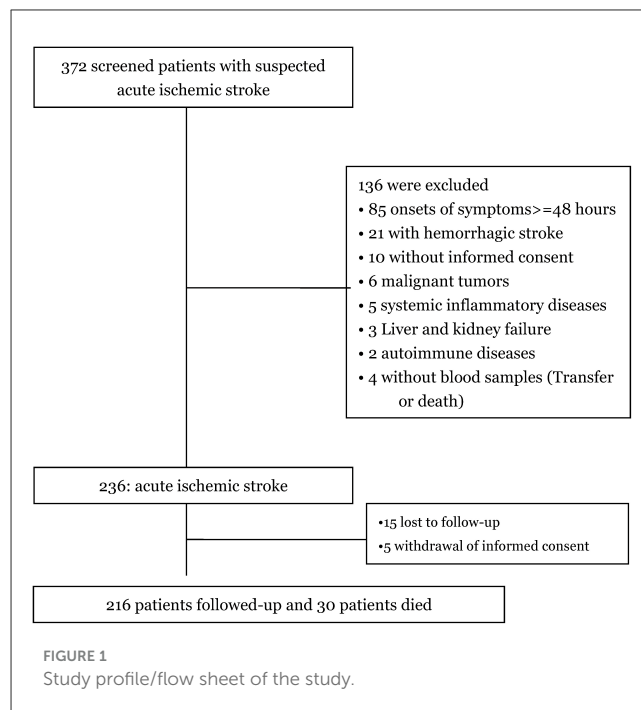 372 screened patients with suspected
acute ischemic stroke
136 were excluded
• 85 onsets of symptoms>=48 hours
• 21 with hemorrhagic stroke
• 10 without informed consent
• 6 malignant tumors
• 5 systemic inflammatory diseases
• 3 Liver and kidney failure
• 2 autoimmune diseases
• 4 without blood samples (Transfer
or death)
236: acute ischemic stroke
•15 lost to follow-up
•5 withdrawal of informed consent
216 patients followed-up and 30 patients died
FIGURE 1
Study profile/flow sheet of the study.